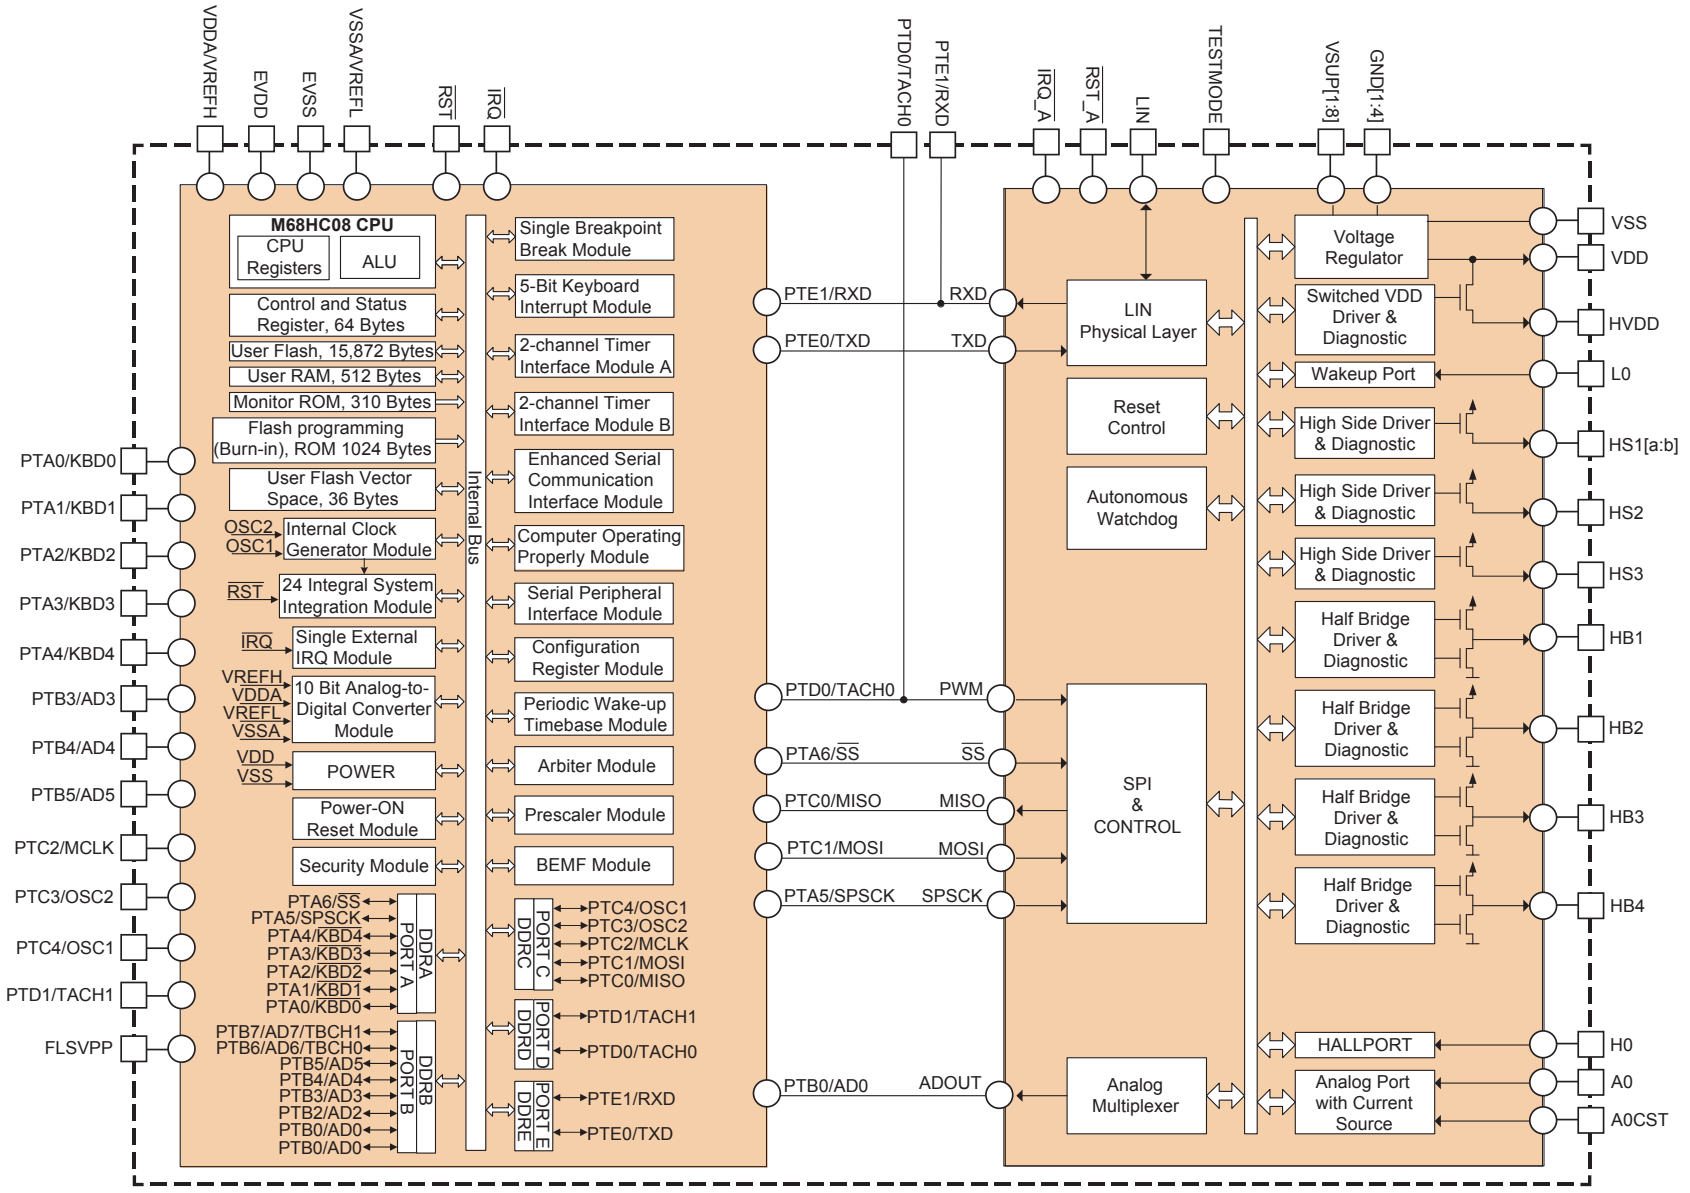 VDDA/VREFH
EVDD
EVSS
VSSA/VREFL
RST
IRQ
PTD0/TACH0
PTE1/RXD
IRQ_A
RST_A
LIN
TESTMODE
VSUP[1:8]
GND[1:4]
PTA0/KBD0
PTA1/KBD1
PTA2/KBD2
PTA3/KBD3
PTA4/KBD4
PTB3/AD3
PTB4/AD4
PTB5/AD5
PTC2/MCLK
PTC3/OSC2
PTC4/OSC1
PTD1/TACH1
FLSVPP
M68HC08 CPU
CPU
Registers
ALU
Control and Status
Register, 64 Bytes
User Flash, 15,872 Bytes
User RAM, 512 Bytes
Monitor ROM, 310 Bytes
Flash programming
(Burn-in), ROM 1024 Bytes
User Flash Vector
Space, 36 Bytes
OSC2
OSC1
Internal Clock
Generator Module
RST
24 Integral System
Integration Module
IRQ
Single External
IRQ Module
VREFH
VDDA
VREFL
VSSA
10 Bit Analog-to-
Digital Converter
Module
VDD
VSS
POWER
Power-ON
Reset Module
Security Module
PTA6/SS
PTA5/SPSCK
PTA4/KBD4
PTA3/KBD3
PTA2/KBD2
PTA1/KBD1
PTA0/KBD0
PORT A
DDRA
PTB7/AD7/TBCH1
PTB6/AD6/TBCH0
PTB5/AD5
PTB4/AD4
PTB3/AD3
PTB2/AD2
PTB0/AD0
PTB0/AD0
PORT B
DDRB
Internal Bus
Single Breakpoint
Break Module
5-Bit Keyboard
Interrupt Module
2-channel Timer
Interface Module A
2-channel Timer
Interface Module B
Enhanced Serial
Communication
Interface Module
Computer Operating
Properly Module
Serial Peripheral
Interface Module
Configuration
Register Module
Periodic Wake-up
Timebase Module
Arbiter Module
Prescaler Module
BEMF Module
DDRC
PORT C
PTC4/OSC1
PTC3/OSC2
PTC2/MCLK
PTC1/MOSI
PTC0/MISO
DDRD
PORT D
PTD1/TACH1
PTD0/TACH0
DDRE
PORT E
PTE1/RXD
PTE0/TXD
PTE1/RXD RXD
PTE0/TXD TXD
PTD0/TACH0 PWM
PTA6/SS SS
PTC0/MISO MISO
PTC1/MOSI MOSI
PTA5/SPSCK SPSCK
PTB0/AD0 ADOUT
LIN
Physical Layer
Reset
Control
Autonomous
Watchdog
SPI
&
CONTROL
Analog
Multiplexer
Voltage
Regulator
Switched VDD
Driver &
Diagnostic
Wakeup Port
High Side Driver
& Diagnostic
High Side Driver
& Diagnostic
High Side Driver
& Diagnostic
Half Bridge
Driver &
Diagnostic
Half Bridge
Driver &
Diagnostic
Half Bridge
Driver &
Diagnostic
Half Bridge
Driver &
Diagnostic
HALLPORT
Analog Port
with Current
Source
VSS
VDD
HVDD
L0
HS1[a:b]
HS2
HS3
HB1
HB2
HB3
HB4
H0
A0
A0CST